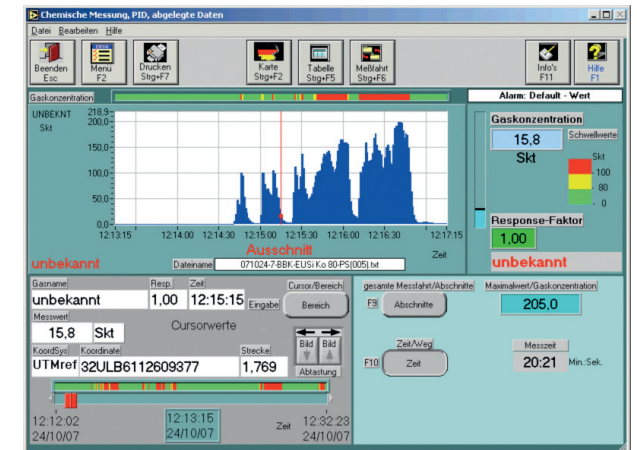 Chemische Messung, PID, abgelegte Daten
Datei Bearbeiten Hilfe
Beenden
Esc
Menü
F2
Drucken
Strg+F7
Karte
Strg+F2
Tabelle
Strg+F5
Meßfahrt
Strg+F6
Info's
F11
Hilfe
F1
Gaskonzentration
Alarm: Default - Wert
UNBEKNT
Skt
218,9
200,0
150,0
100,0
50,0
0,0
12:13:15 12:14:00 12:14:30 12:15:00 12:15:30 12:16:00 12:16:30 12:17:15
Ausschnitt
Zeit
unbekannt
Dateiname 071024-7-BBK-EUSi Ko 80-PS(005).txt
Gaskonzentration
15,8
Skt
Schwellwerte
Skt
100
80
0
Response-Faktor
1,00
unbekannt
Gasname Resp. Zeit Cursor/Bereich
unbekannt 1,00 12:15:15 Eingabe Bereich
Messwert
15,8 Skt Cursorwerte
Bild Bild
KoordSys Koordinate Strecke
UTMref 32ULB6112609377 1,769
Abtastung
12:12:02
24/10/07
12:13:15
24/10/07
Zeit
12:32:23
24/10/07
gesamte Messfahrt/Abschnitte
F9 Abschnitte
Maximalwert/Gaskonzentration
205,0
Zeit/Weg
F10 Zeit
Messzeit
20:21 Min.:Sek.